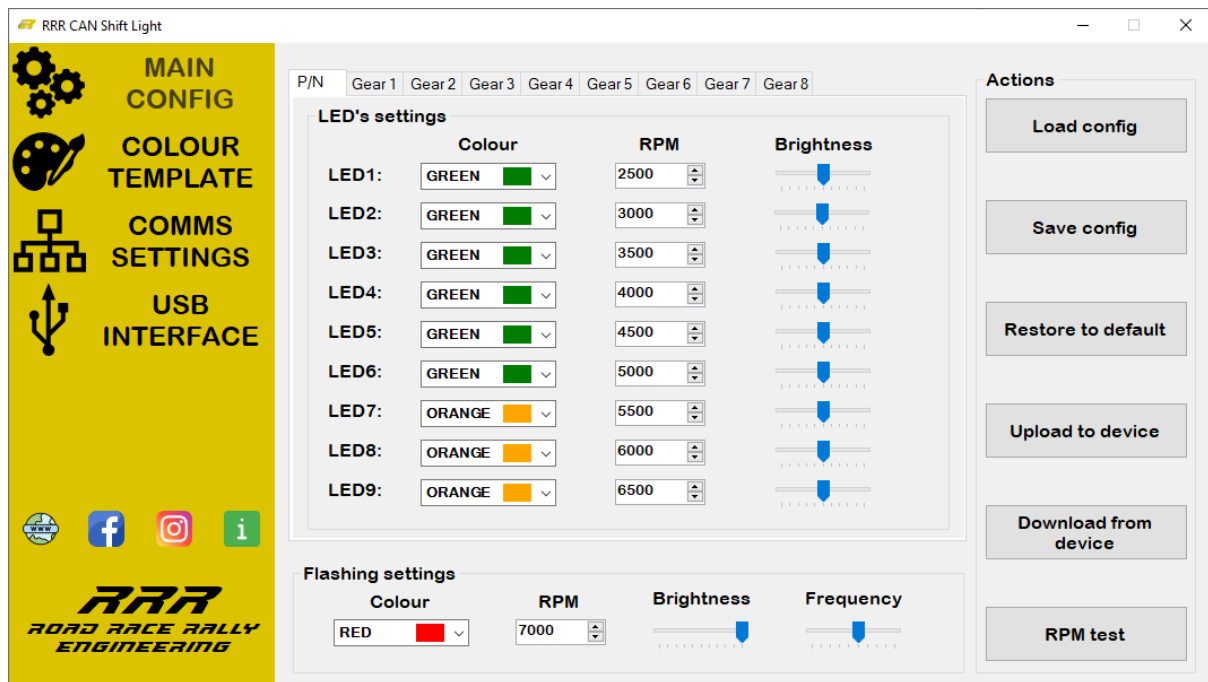 RRR CAN Shift Light
MAIN
CONFIG
COLOUR
TEMPLATE
COMMS
SETTINGS
USB
INTERFACE
www
f
i
RRR
ROAD RACE RALLY
ENGINEERING
P/N Gear 1 Gear 2 Gear 3 Gear 4 Gear 5 Gear 6 Gear 7 Gear 8
LED's settings
Colour RPM Brightness
LED1: GREEN 2500
LED2: GREEN 3000
LED3: GREEN 3500
LED4: GREEN 4000
LED5: GREEN 4500
LED6: GREEN 5000
LED7: ORANGE 5500
LED8: ORANGE 6000
LED9: ORANGE 6500
Flashing settings
Colour RPM Brightness Frequency
RED 7000
Actions
Load config
Save config
Restore to default
Upload to device
Download from
device
RPM test